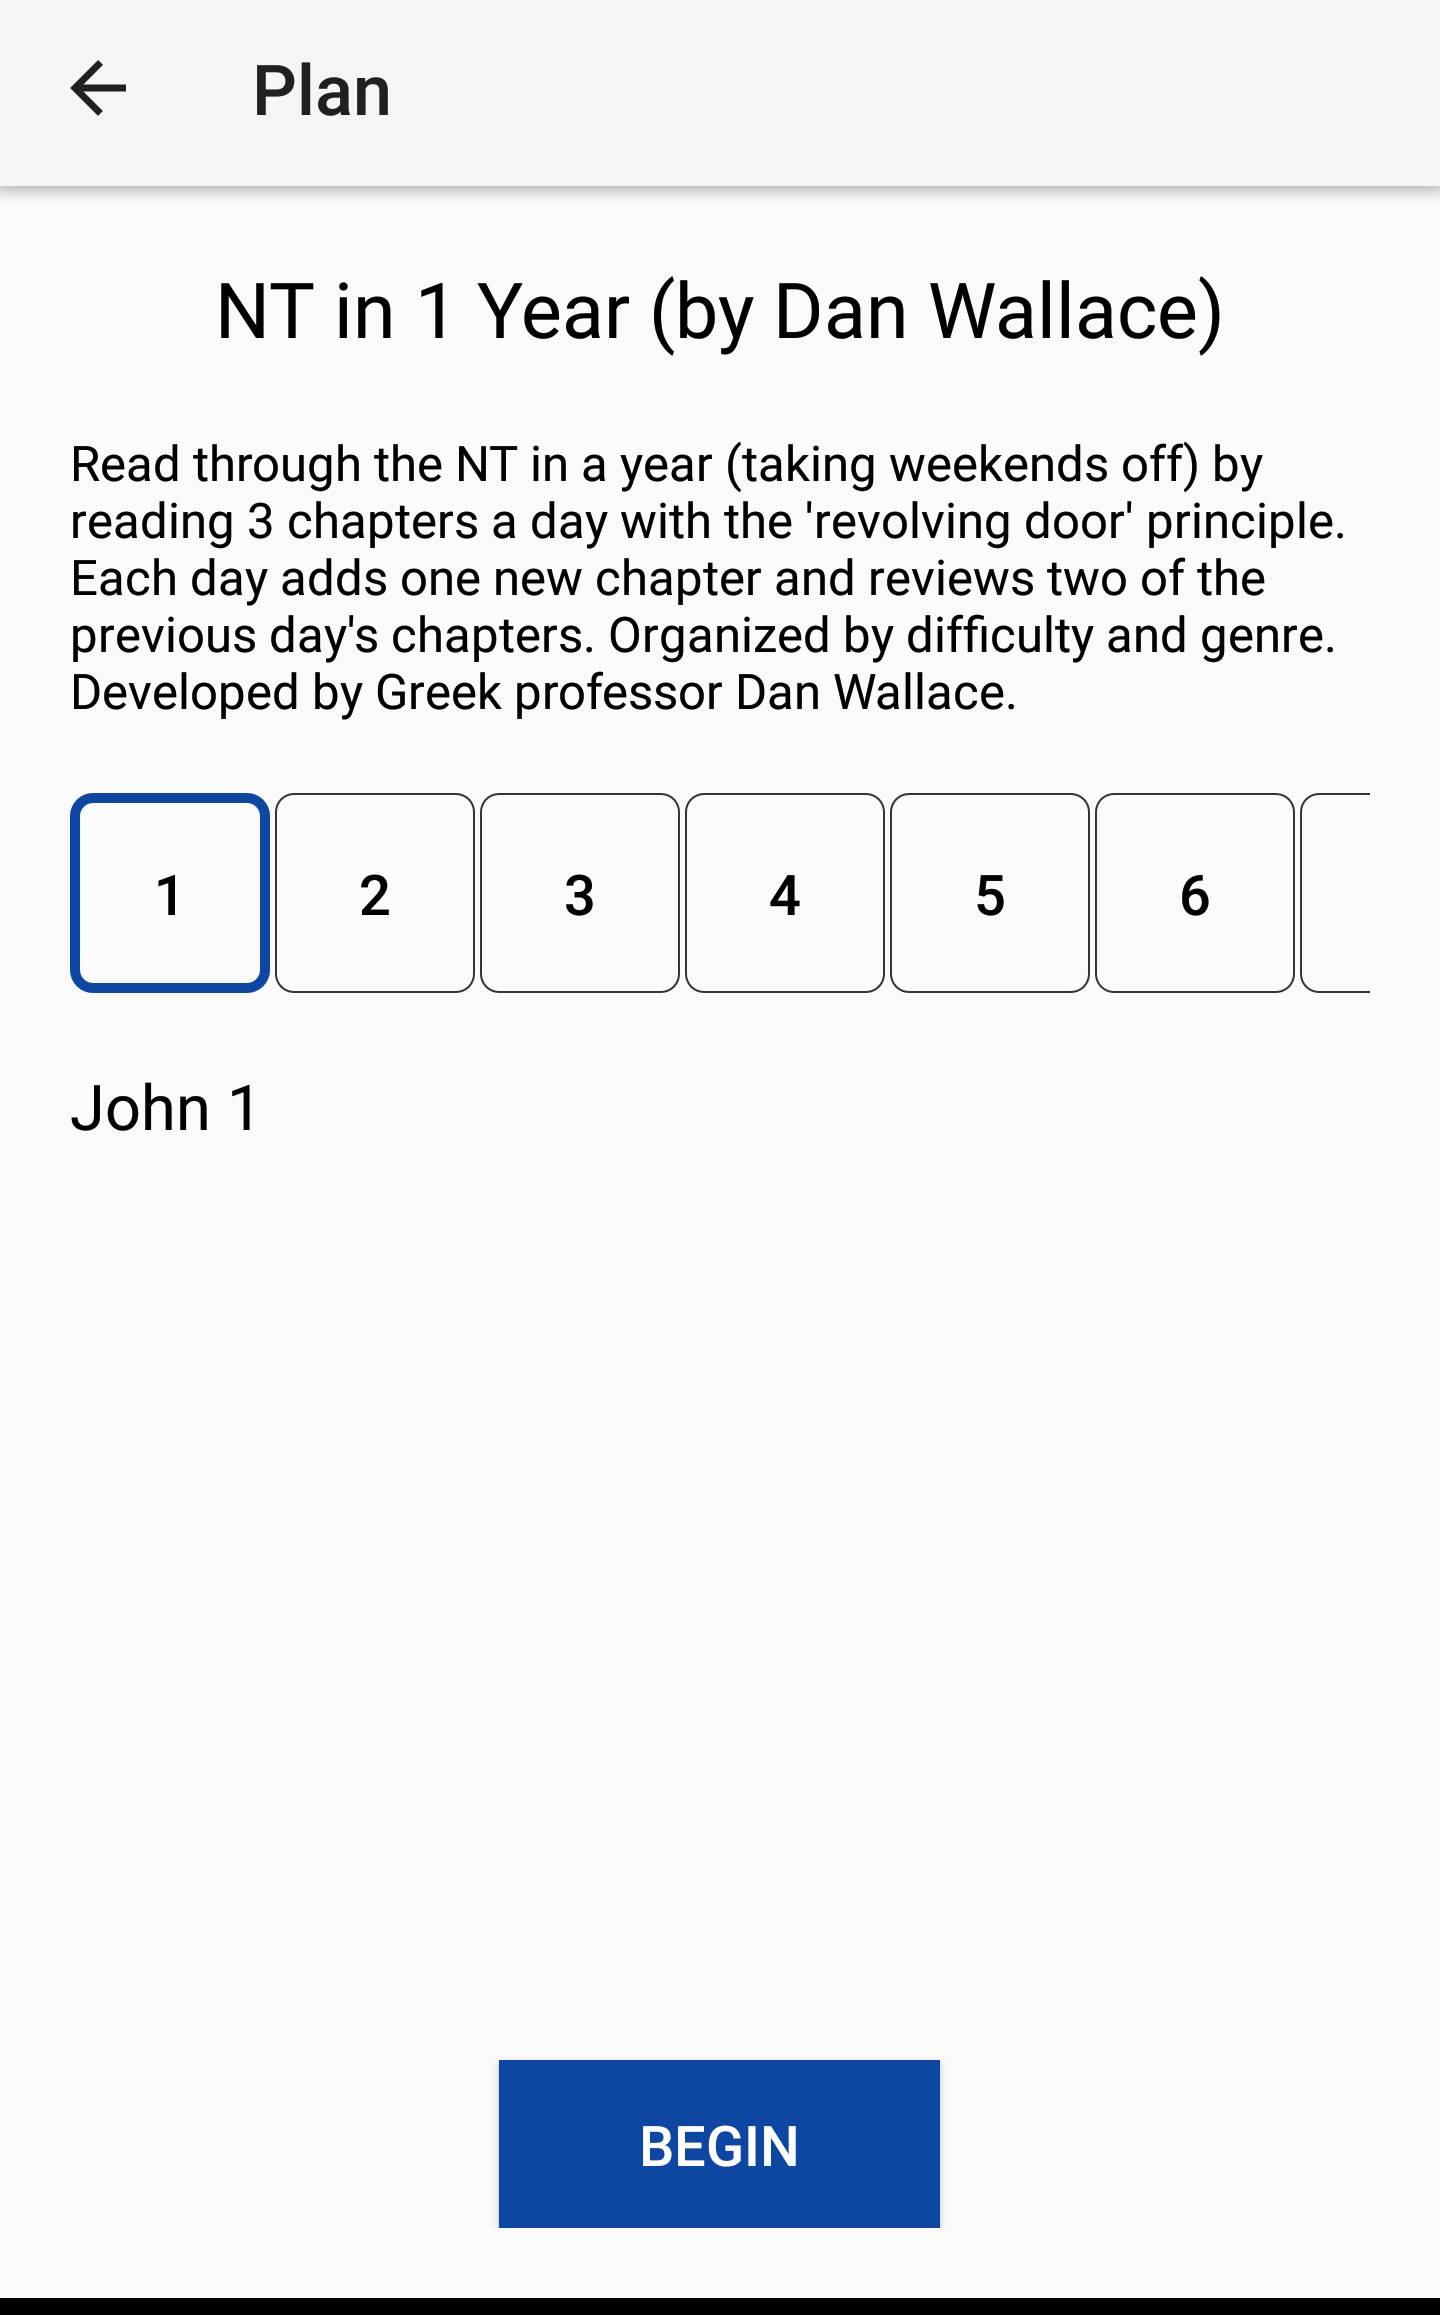 Plan
NT in 1 Year (by Dan Wallace)
Read through the NT in a year (taking weekends off) by
reading 3 chapters a day with the 'revolving door' principle.
Each day adds one new chapter and reviews two of the
previous day's chapters. Organized by difficulty and genre.
Developed by Greek professor Dan Wallace.
1 2 3 4 5 6
John 1
BEGIN